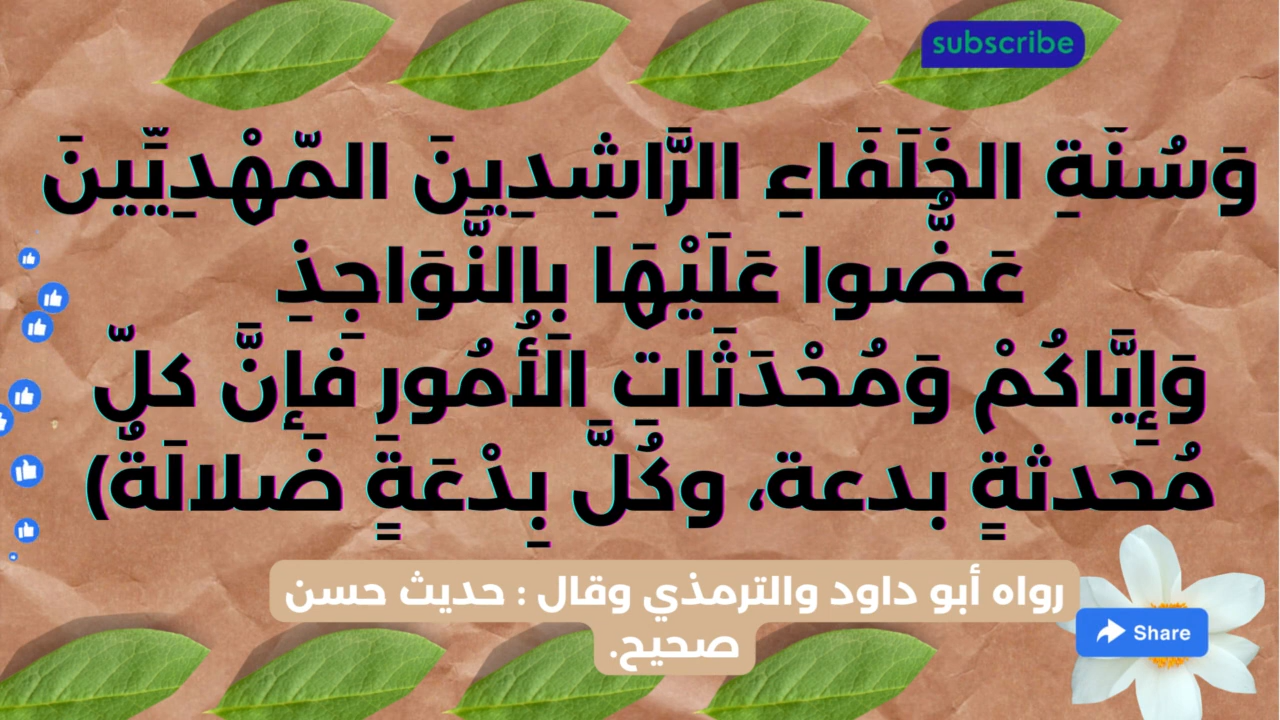 subscribe
وَسُنَّةِ الخَلَفَاءِ الرَّاشِدِينَ المّهْدِيِّينَ
عَضُّوا عَلَيْهَا بِالنَّوَاجِذِ
وَإِيَّاكُمْ وَمُحْدَثَاتِ الَأُمُورِ فَإِنَّ كلّ
مُحدثةٍ بدعة، وكُلَّ بِدْعَةٍ ضَلالَةٌ)
رواه أبو داود والترمذي وقال : حديث حسن
صحيح.
Share